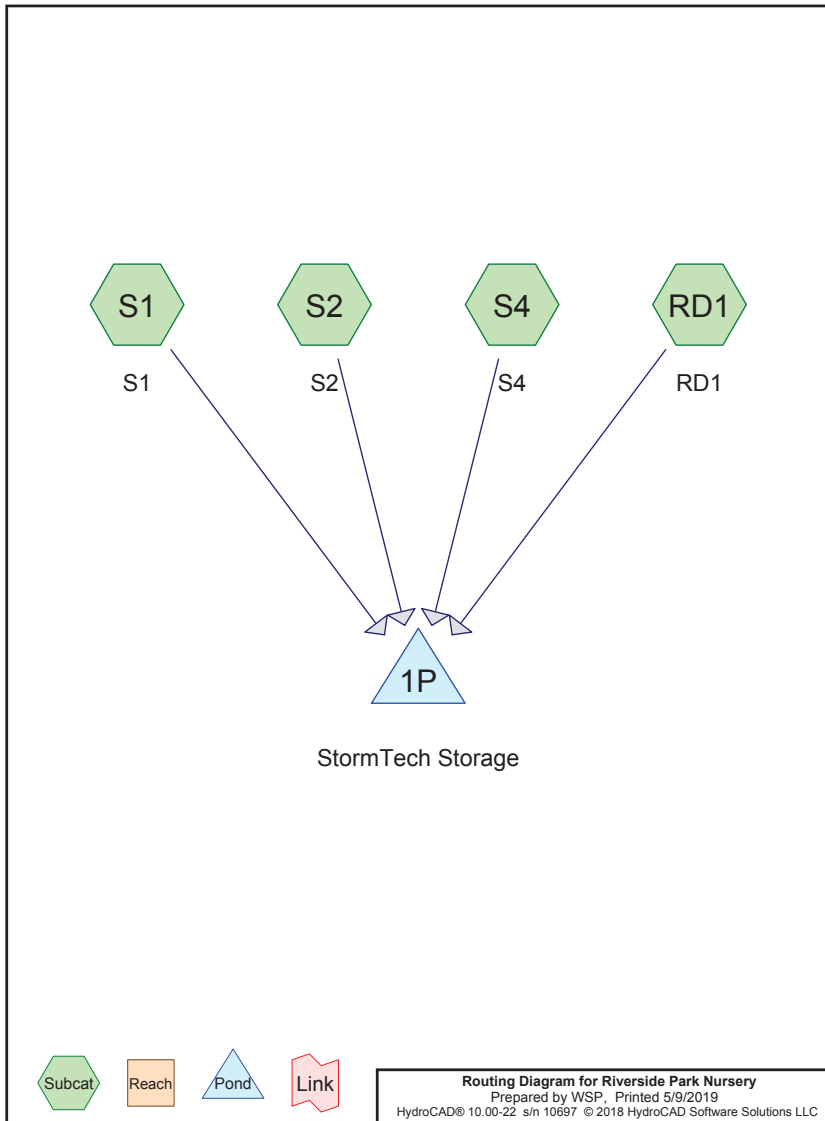 S1 S2 S4 RD1
S1 S2 S4 RD1
1P
StormTech Storage
Subcat Reach Pond Link
Routing Diagram for Riverside Park Nursery
Prepared by WSP, Printed 5/9/2019
HydroCAD® 10.00-22 s/n 10697 © 2018 HydroCAD Software Solutions LLC